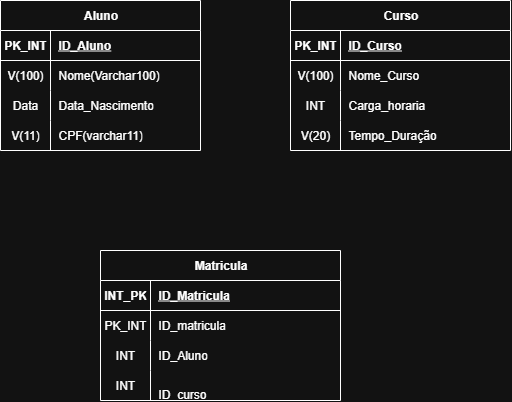 Aluno
PK_INT ID_Aluno
V(100) Nome(Varchar100)
Data Data_Nascimento
V(11) CPF(varchar11)
Curso
PK_INT ID_Curso
V(100) Nome_Curso
INT Carga_horaria
V(20) Tempo_Duração
Matricula
INT_PK ID_Matricula
PK_INT ID_matricula
INT ID_Aluno
INT ID_curso